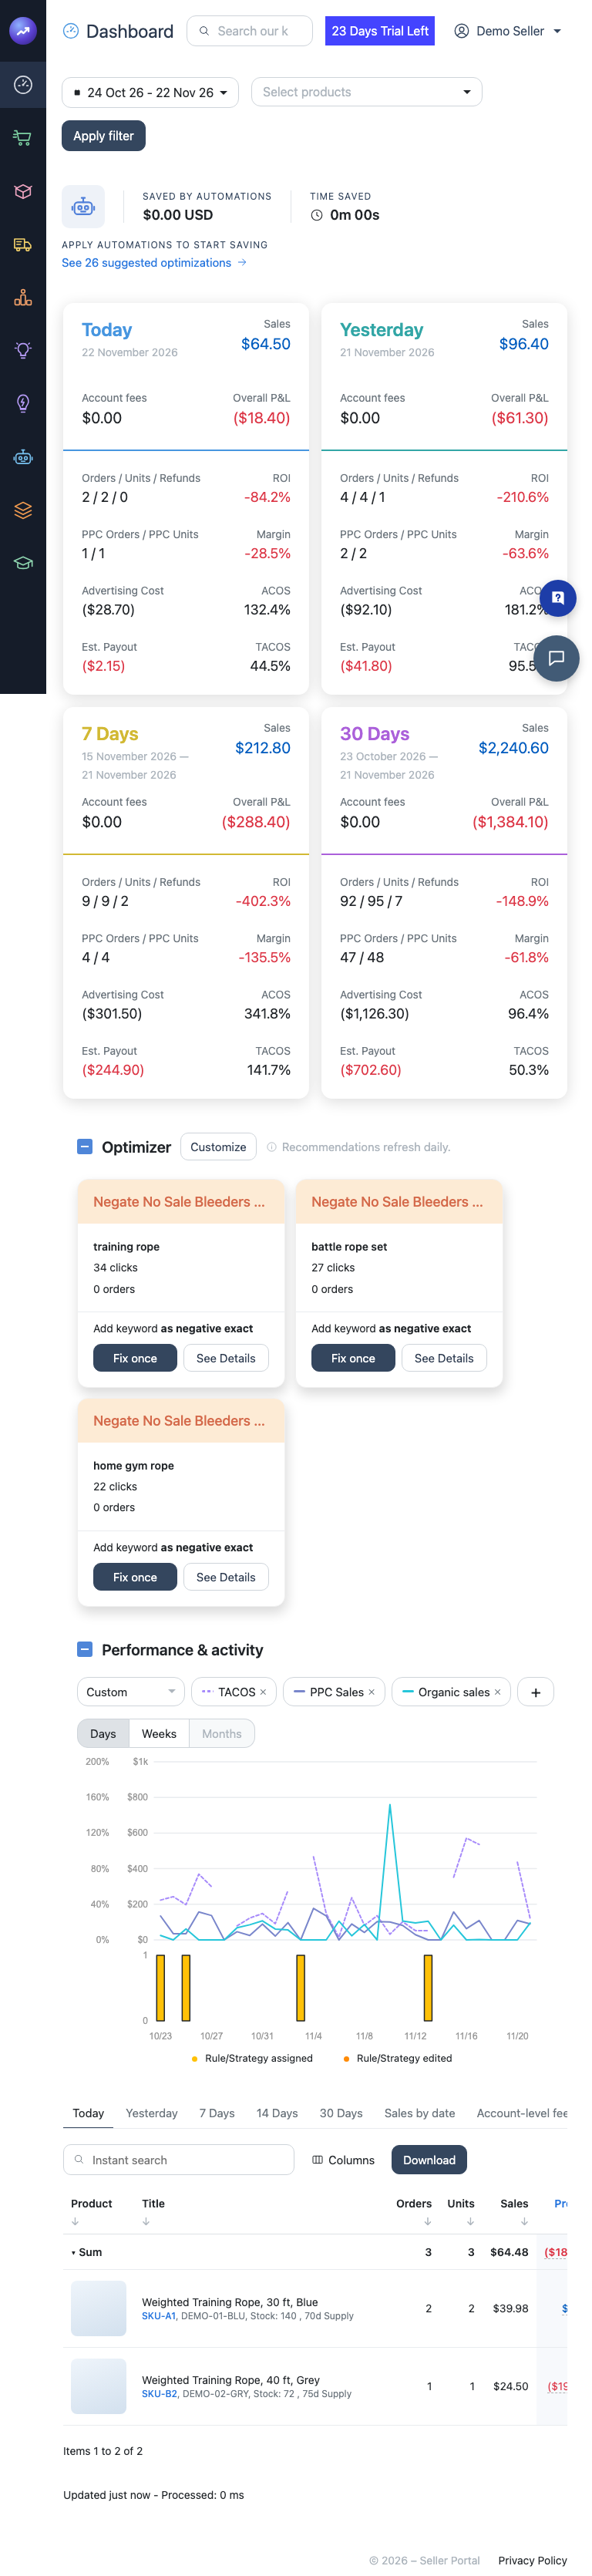 Dashboard
Search our k
23 Days Trial Left
Demo Seller
24 Oct 26 - 22 Nov 26
Select products
Apply filter
SAVED BY AUTOMATIONS
$0.00 USD
TIME SAVED
0m 00s
APPLY AUTOMATIONS TO START SAVING
See 26 suggested optimizations →
Today
22 November 2026
Sales
$64.50
Account fees
$0.00
Overall P&L
($18.40)
Orders / Units / Refunds
2 / 2 / 0
ROI
-84.2%
PPC Orders / PPC Units
1 / 1
Margin
-28.5%
Advertising Cost
($28.70)
ACOS
132.4%
Est. Payout
($2.15)
TACOS
44.5%
Yesterday
21 November 2026
Sales
$96.40
Account fees
$0.00
Overall P&L
($61.30)
Orders / Units / Refunds
4 / 4 / 1
ROI
-210.6%
PPC Orders / PPC Units
2 / 2
Margin
-63.6%
Advertising Cost
($92.10)
ACO
181.2%
Est. Payout
($41.80)
TACO
95.5
7 Days
15 November 2026 —
21 November 2026
Sales
$212.80
Account fees
$0.00
Overall P&L
($288.40)
Orders / Units / Refunds
9 / 9 / 2
ROI
-402.3%
PPC Orders / PPC Units
4 / 4
Margin
-135.5%
Advertising Cost
($301.50)
ACOS
341.8%
Est. Payout
($244.90)
TACOS
141.7%
30 Days
23 October 2026 —
21 November 2026
Sales
$2,240.60
Account fees
$0.00
Overall P&L
($1,384.10)
Orders / Units / Refunds
92 / 95 / 7
ROI
-148.9%
PPC Orders / PPC Units
47 / 48
Margin
-61.8%
Advertising Cost
($1,126.30)
ACOS
96.4%
Est. Payout
($702.60)
TACOS
50.3%
Optimizer
Customize
Recommendations refresh daily.
Negate No Sale Bleeders ...
training rope
34 clicks
0 orders
Add keyword as negative exact
Fix once
See Details
Negate No Sale Bleeders ...
battle rope set
27 clicks
0 orders
Add keyword as negative exact
Fix once
See Details
Negate No Sale Bleeders ...
home gym rope
22 clicks
0 orders
Add keyword as negative exact
Fix once
See Details
Performance & activity
Custom
TACOS ×
PPC Sales ×
Organic sales ×
+
Days
Weeks
Months
200% $1k
160% $800
120% $600
80% $400
40% $200
0% $0
1
0
10/23 10/27 10/31 11/4 11/8 11/12 11/16 11/20
Rule/Strategy assigned
Rule/Strategy edited
Today
Yesterday
7 Days
14 Days
30 Days
Sales by date
Account-level fee
Instant search
Columns
Download
Product Title Orders Units Sales Pr
Sum 3 3 $64.48 ($18
Weighted Training Rope, 30 ft, Blue
SKU-A1, DEMO-01-BLU, Stock: 140 , 70d Supply
2 2 $39.98 $
Weighted Training Rope, 40 ft, Grey
SKU-B2, DEMO-02-GRY, Stock: 72 , 75d Supply
1 1 $24.50 ($19
Items 1 to 2 of 2
Updated just now - Processed: 0 ms
© 2026 – Seller Portal
Privacy Policy